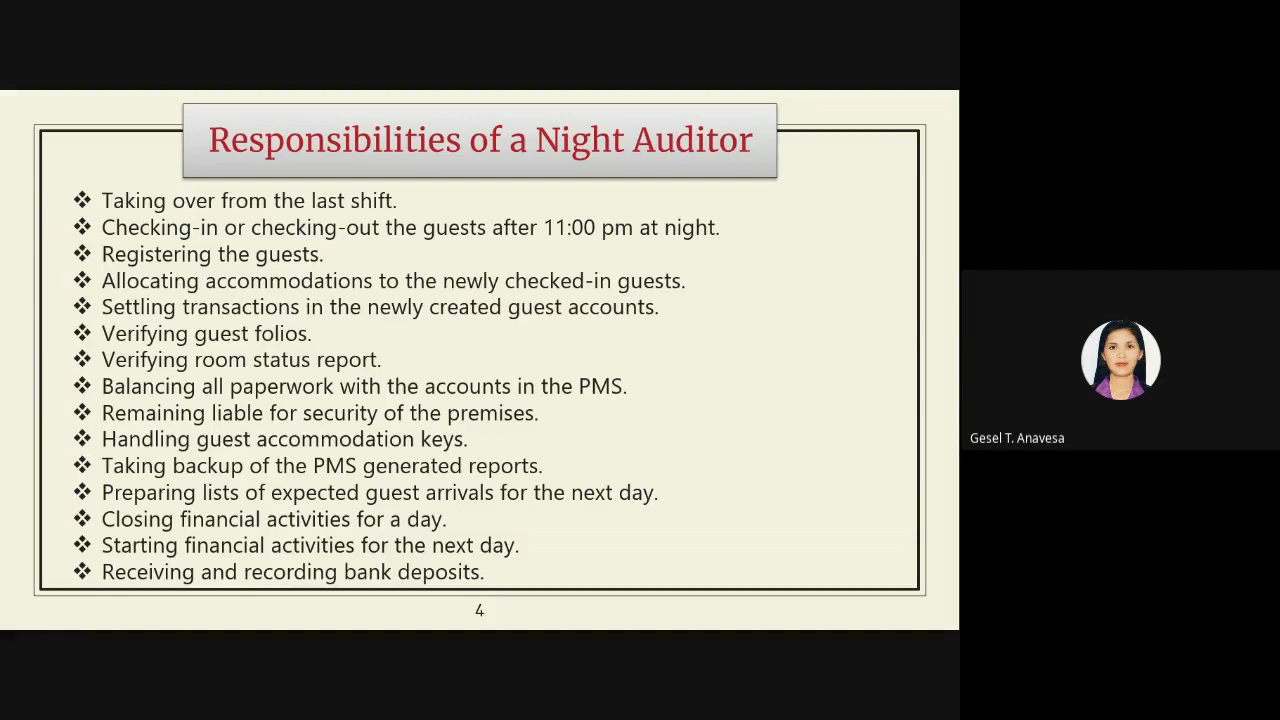 Responsibilities of a Night Auditor
❖ Taking over from the last shift.
❖ Checking-in or checking-out the guests after 11:00 pm at night.
❖ Registering the guests.
❖ Allocating accommodations to the newly checked-in guests.
❖ Settling transactions in the newly created guest accounts.
❖ Verifying guest folios.
❖ Verifying room status report.
❖ Balancing all paperwork with the accounts in the PMS.
❖ Remaining liable for security of the premises.
❖ Handling guest accommodation keys.
❖ Taking backup of the PMS generated reports.
❖ Preparing lists of expected guest arrivals for the next day.
❖ Closing financial activities for a day.
❖ Starting financial activities for the next day.
❖ Receiving and recording bank deposits.
4
Gesel T. Anavesa